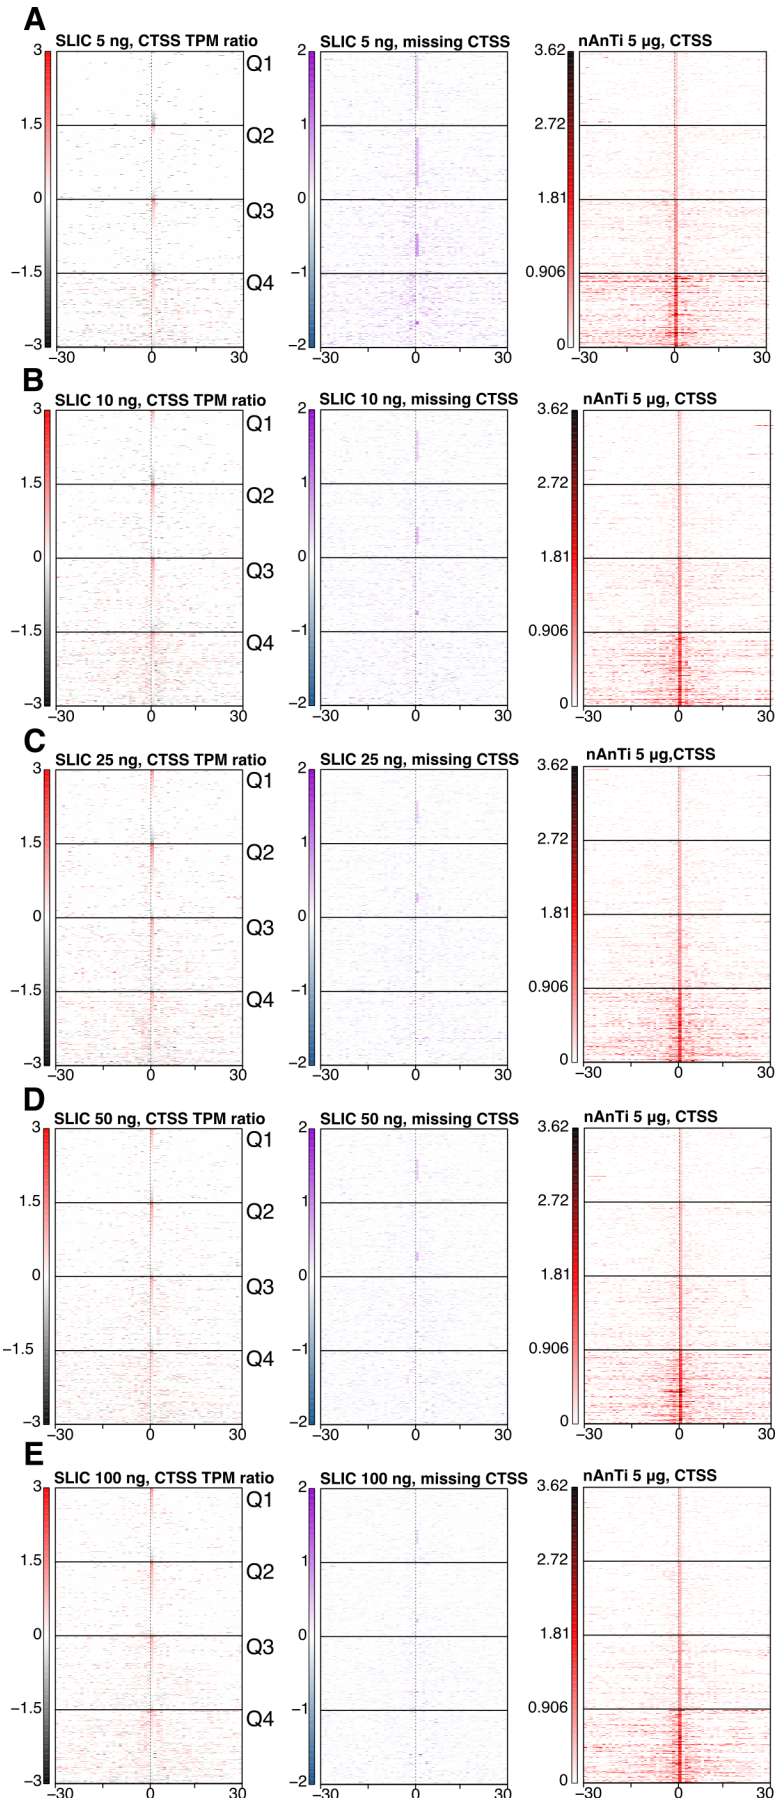 A
SLIC 5 ng, CTSS TPM ratio
SLIC 5 ng, missing CTSS
nAnTi 5 µg, CTSS
3
1.5
0
−1.5
−3
Q1
Q2
Q3
Q4
−30 0 30
2
1
0
−1
−2
−30 0 30
3.62
2.72
1.81
0.906
0
−30 0 30
B
SLIC 10 ng, CTSS TPM ratio
SLIC 10 ng, missing CTSS
nAnTi 5 µg, CTSS
3
1.5
0
−1.5
−3
Q1
Q2
Q3
Q4
−30 0 30
2
1
0
−1
−2
−30 0 30
3.62
2.72
1.81
0.906
0
−30 0 30
C
SLIC 25 ng, CTSS TPM ratio
SLIC 25 ng, missing CTSS
nAnTi 5 µg,CTSS
3
1.5
0
−1.5
−3
Q1
Q2
Q3
Q4
−30 0 30
2
1
0
−1
−2
−30 0 30
3.62
2.72
1.81
0.906
0
−30 0 30
D
SLIC 50 ng, CTSS TPM ratio
SLIC 50 ng, missing CTSS
nAnTi 5 µg, CTSS
3
1.5
0
−1.5
−3
Q1
Q2
Q3
Q4
−30 0 30
2
1
0
−1
−2
−30 0 30
3.62
2.72
1.81
0.906
0
−30 0 30
E
SLIC 100 ng, CTSS TPM ratio
SLIC 100 ng, missing CTSS
nAnTi 5 µg, CTSS
3
1.5
0
−1.5
−3
Q1
Q2
Q3
Q4
−30 0 30
2
1
0
−1
−2
−30 0 30
3.62
2.72
1.81
0.906
0
−30 0 30